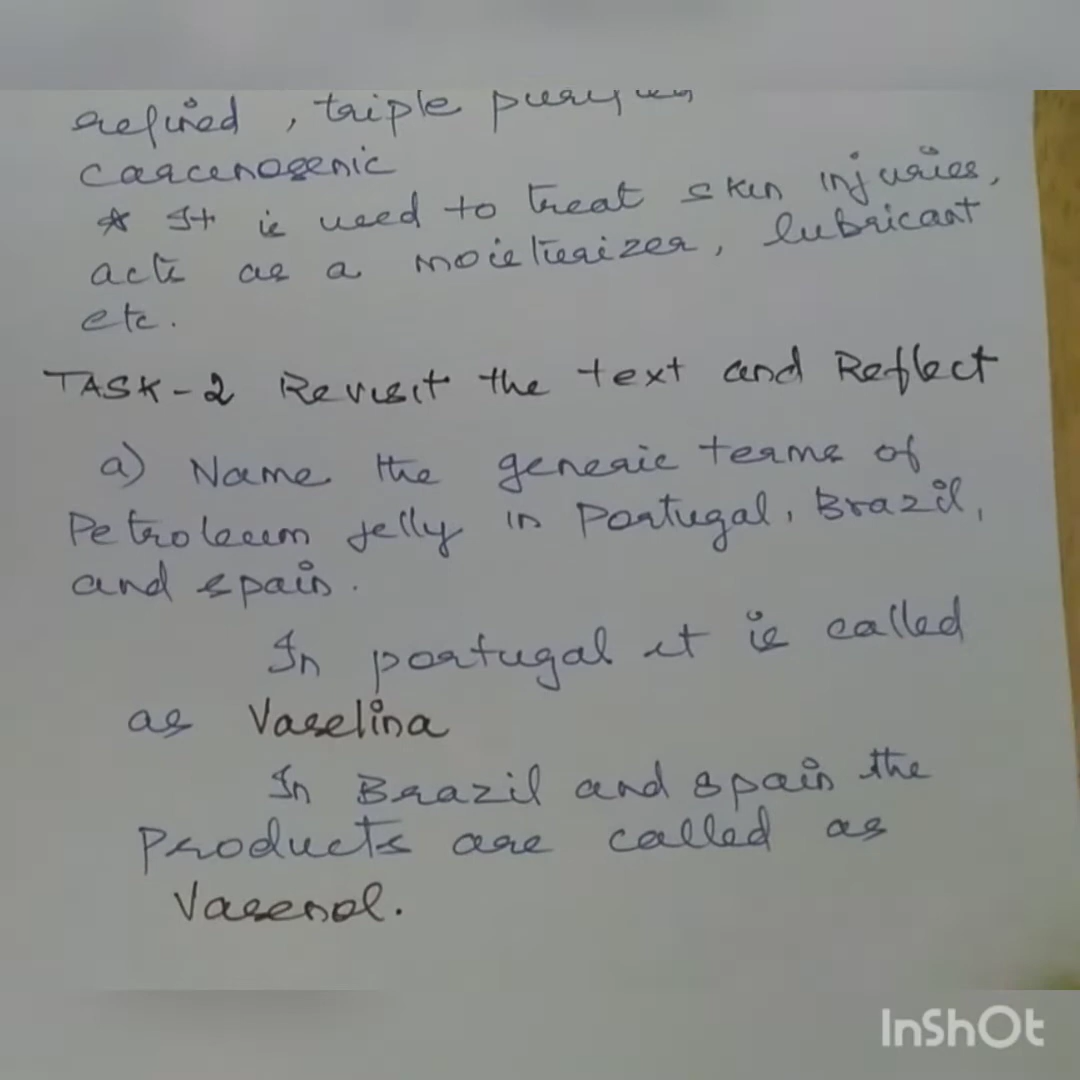 refined, triple purified
carcenogenic
* It is used to treat skin injuries,
acts as a moisturizer, lubricant
etc.
TASK-2 Revisit the text and Reflect
a) Name the generic terms of
Petroleum jelly in Portugal, Brazil,
and spain.
In portugal it is called
as Vaselina
In Brazil and spain the
Products are called as
Vasenol.
InShOt